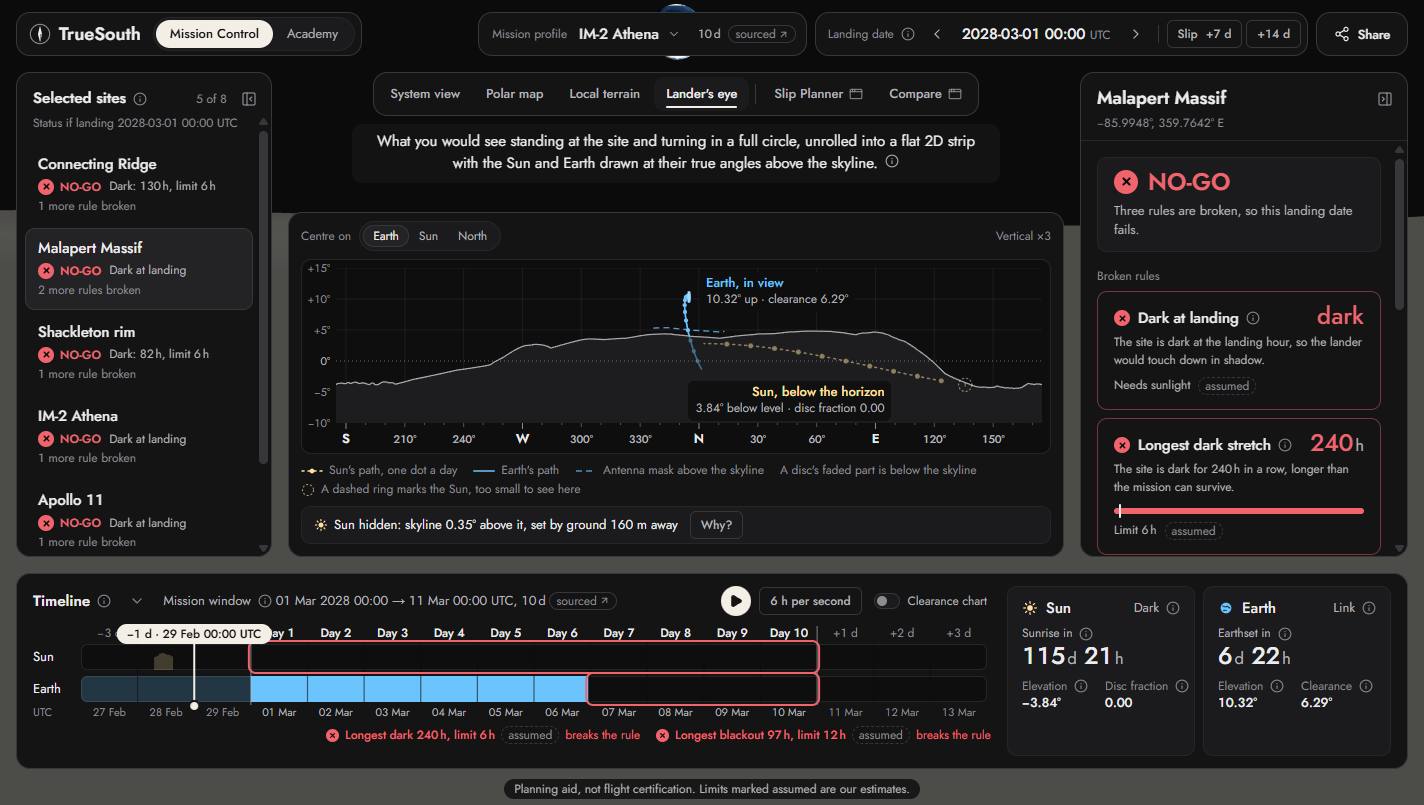 TrueSouth
Mission Control
Academy
Mission profile IM-2 Athena 10 d sourced ↗
Landing date 2028-03-01 00:00 UTC
Slip +7 d +14 d
Share
Selected sites 5 of 8
Status if landing 2028-03-01 00:00 UTC
Connecting Ridge
NO-GO Dark: 130 h, limit 6 h
1 more rule broken
Malapert Massif
NO-GO Dark at landing
2 more rules broken
Shackleton rim
NO-GO Dark: 82 h, limit 6 h
1 more rule broken
IM-2 Athena
NO-GO Dark at landing
1 more rule broken
Apollo 11
NO-GO Dark at landing
1 more rule broken
System view Polar map Local terrain Lander's eye Slip Planner Compare
What you would see standing at the site and turning in a full circle, unrolled into a flat 2D strip
with the Sun and Earth drawn at their true angles above the skyline.
Centre on Earth Sun North
Vertical ×3
+15°
+10°
+5°
0°
−5°
−10°
Earth, in view
10.32° up · clearance 6.29°
Sun, below the horizon
3.84° below level · disc fraction 0.00
S 210° 240° W 300° 330° N 30° 60° E 120° 150°
Sun's path, one dot a day Earth's path Antenna mask above the skyline A disc's faded part is below the skyline
A dashed ring marks the Sun, too small to see here
Sun hidden: skyline 0.35° above it, set by ground 160 m away Why?
Malapert Massif
−85.9948°, 359.7642° E
NO-GO
Three rules are broken, so this landing date
fails.
Broken rules
Dark at landing dark
The site is dark at the landing hour, so the lander
would touch down in shadow.
Needs sunlight assumed
Longest dark stretch 240 h
The site is dark for 240 h in a row, longer than
the mission can survive.
Limit 6 h assumed
Timeline
Mission window 01 Mar 2028 00:00 → 11 Mar 00:00 UTC, 10 d sourced ↗
6 h per second
Clearance chart
−3 −1 d · 29 Feb 00:00 UTC ay 1 Day 2 Day 3 Day 4 Day 5 Day 6 Day 7 Day 8 Day 9 Day 10 +1 d +2 d +3 d
Sun
Earth
UTC 27 Feb 28 Feb 29 Feb 01 Mar 02 Mar 03 Mar 04 Mar 05 Mar 06 Mar 07 Mar 08 Mar 09 Mar 10 Mar 11 Mar 12 Mar 13 Mar
Longest dark 240 h, limit 6 h assumed breaks the rule Longest blackout 97 h, limit 12 h assumed breaks the rule
Sun Dark
Sunrise in
115 d 21 h
Elevation Disc fraction
−3.84° 0.00
Earth Link
Earthset in
6 d 22 h
Elevation Clearance
10.32° 6.29°
Planning aid, not flight certification. Limits marked assumed are our estimates.